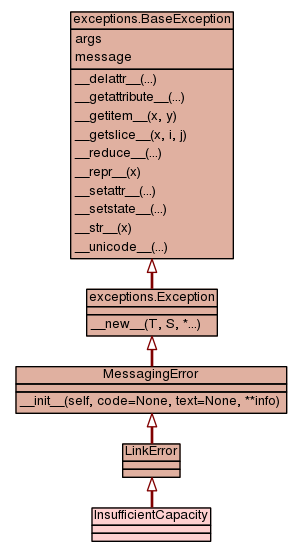 exceptions.BaseException
args
message
__delattr__(...)
__getattribute__(...)
__getitem__(x, y)
__getslice__(x, i, j)
__reduce__(...)
__repr__(x)
__setattr__(...)
__setstate__(...)
__str__(x)
__unicode__(...)
exceptions.Exception
__new__(T, S, *...)
MessagingError
__init__(self, code=None, text=None, **info)
LinkError
InsufficientCapacity